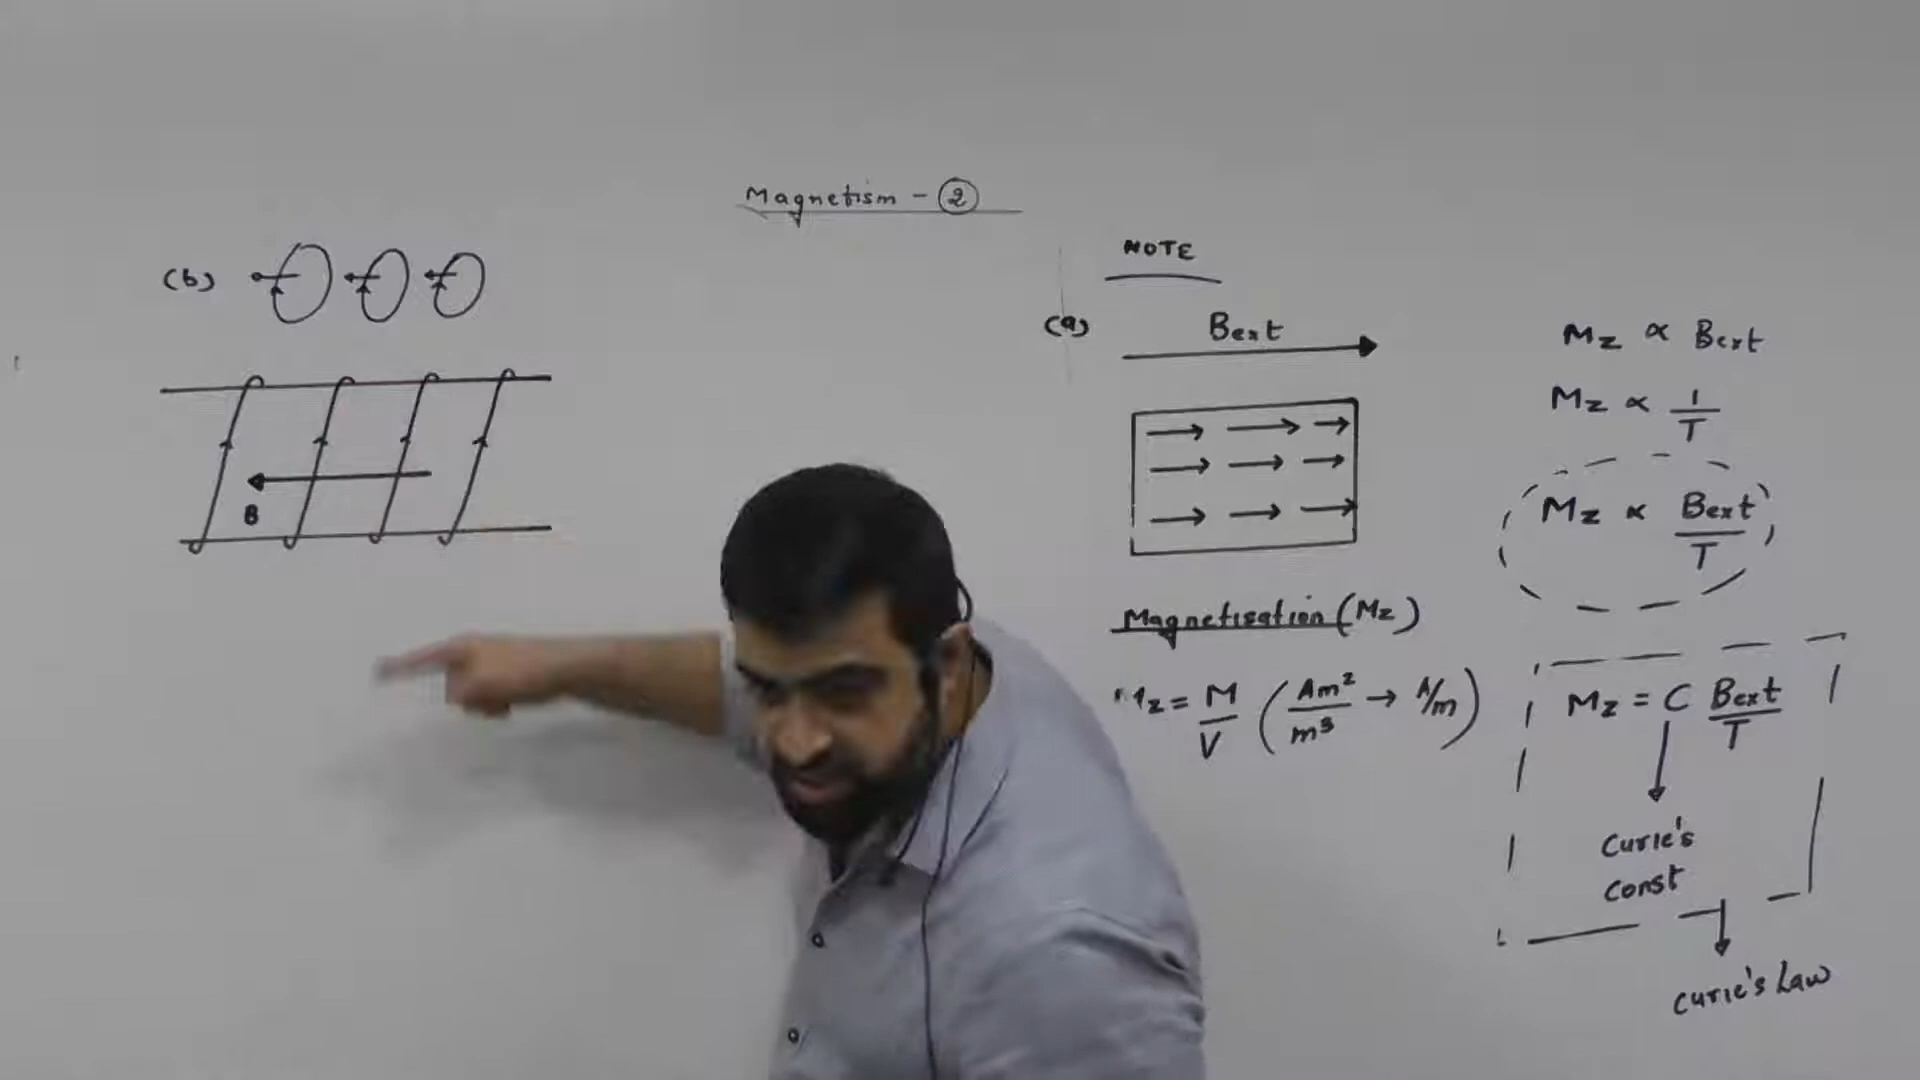 Magnetism - 2
(b)
B
NOTE
(a)
Bext
Magnetisation (Mz)
Mz = M/V (Am²/m³ → A/m)
Mz ∝ Bext
Mz ∝ 1/T
Mz ∝ Bext/T
Mz = C Bext/T
Curie's
Const
Curie's Law